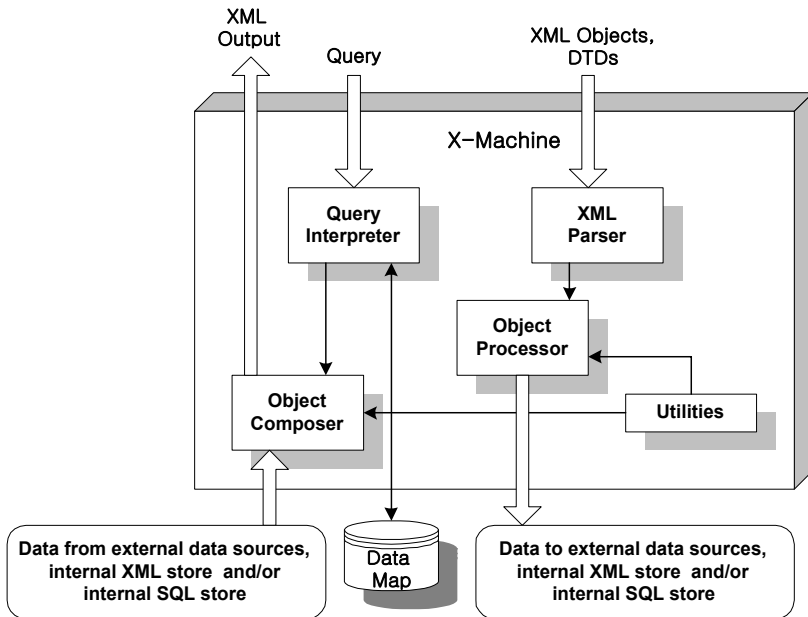 XML
Output
Query
XML Objects,
DTDs
X-Machine
Query
Interpreter
XML
Parser
Object
Processor
Object
Composer
Utilities
Data from external data sources,
internal XML store and/or
internal SQL store
Data
Map
Data to external data sources,
internal XML store and/or
internal SQL store